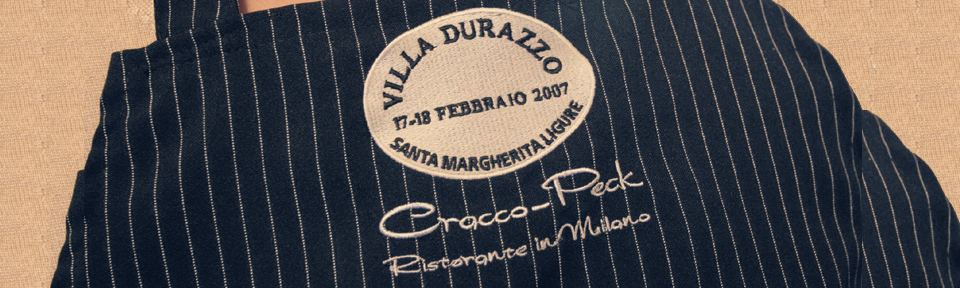 VILLA DURAZZO
17-18 FEBBRAIO 2007
SANTA MARGHERITA LIGURE
Cracco-Peck
Ristorante in Milano